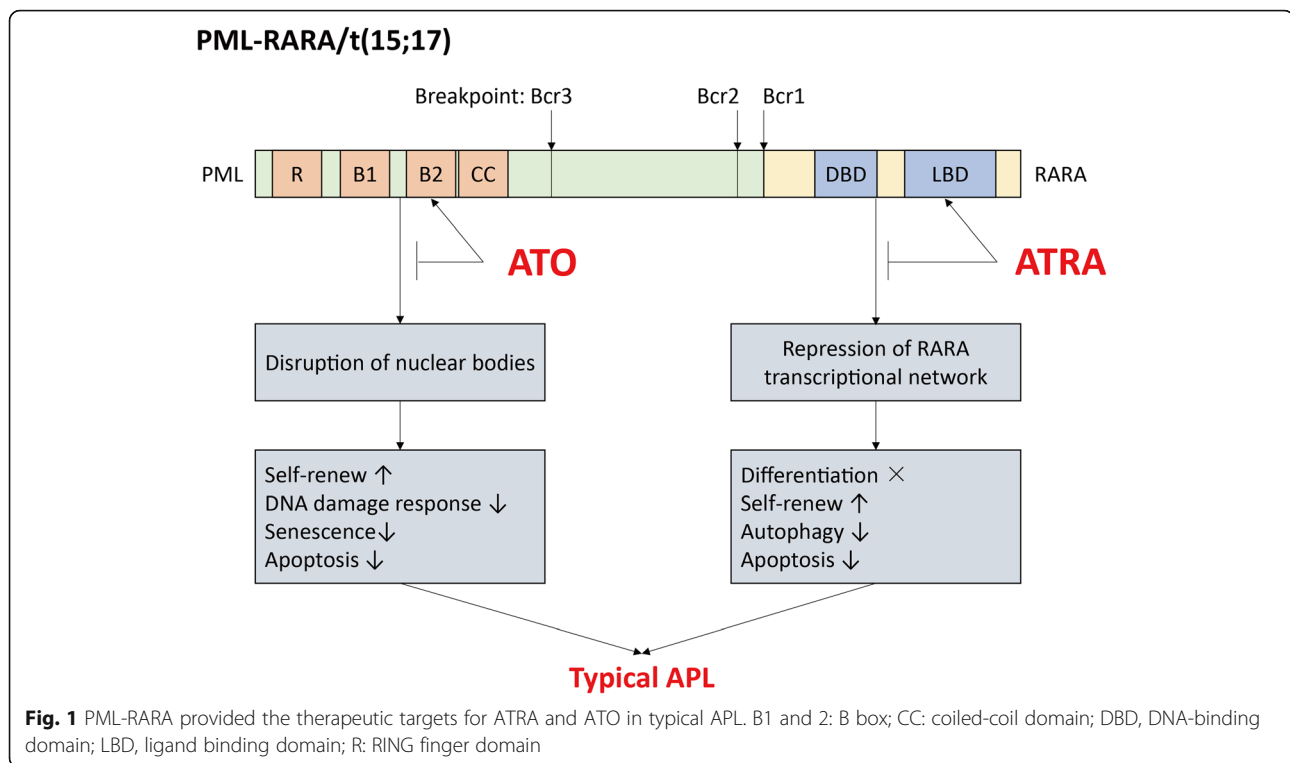 PML-RARA/t(15;17)
Breakpoint: Bcr3 Bcr2 Bcr1
PML R B1 B2 CC DBD LBD RARA
ATO ATRA
Disruption of nuclear bodies
Repression of RARA
transcriptional network
Self-renew ↑
DNA damage response ↓
Senescence↓
Apoptosis ↓
Differentiation ×
Self-renew ↑
Autophagy ↓
Apoptosis ↓
Typical APL
Fig. 1 PML-RARA provided the therapeutic targets for ATRA and ATO in typical APL. B1 and 2: B box; CC: coiled-coil domain; DBD, DNA-binding
domain; LBD, ligand binding domain; R: RING finger domain